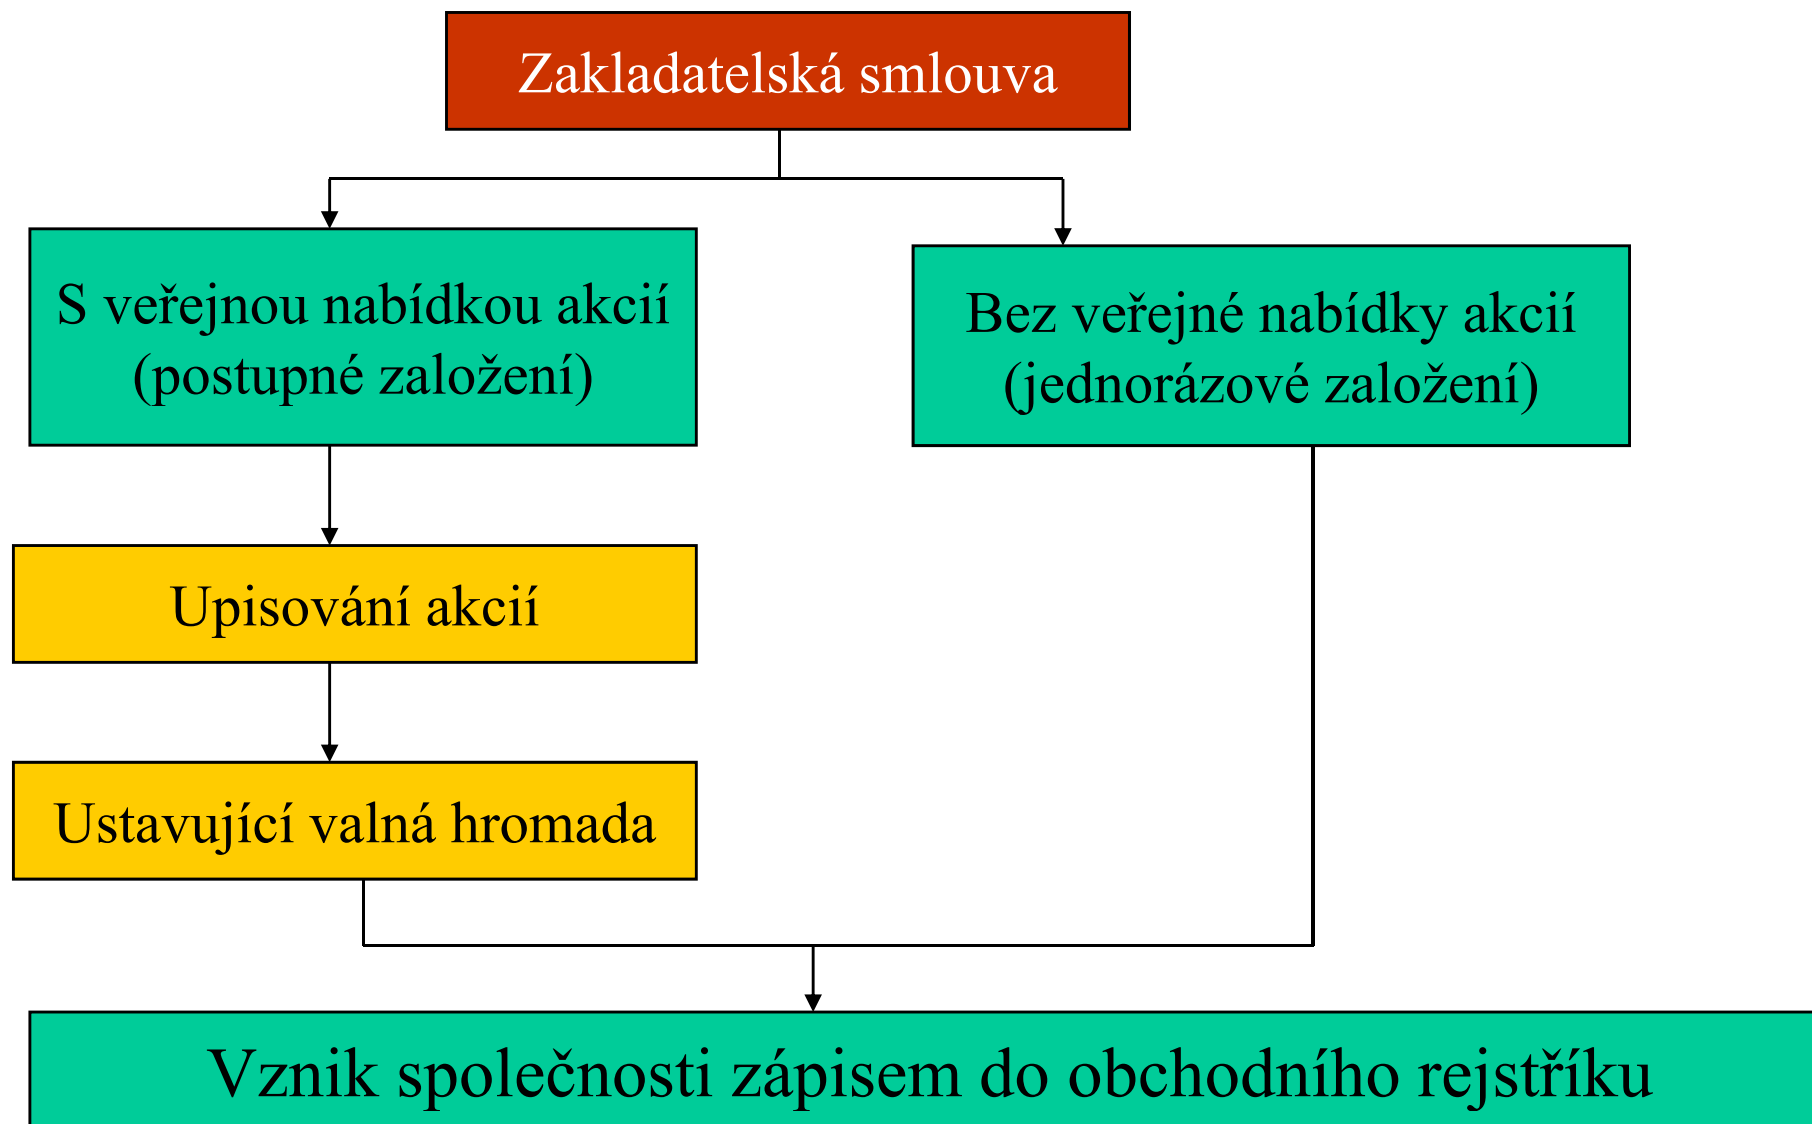 Zakladatelská smlouva
S veřejnou nabídkou akcií
(postupné založení)
Bez veřejné nabídky akcií
(jednorázové založení)
Upisování akcií
Ustavující valná hromada
Vznik společnosti zápisem do obchodního rejstříku